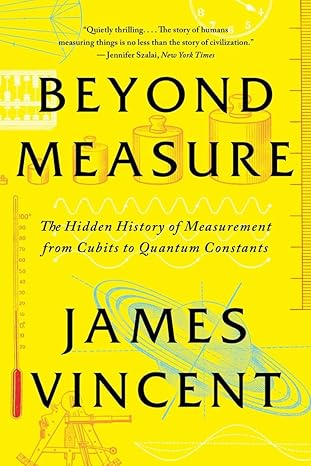 “Quietly thrilling. . . . The story of humans
measuring things is no less than the story of civilization.”
—Jennifer Szalai, New York Times
BEYOND
MEASURE
The Hidden History of Measurement
from Cubits to Quantum Constants
JAMES
VINCENT